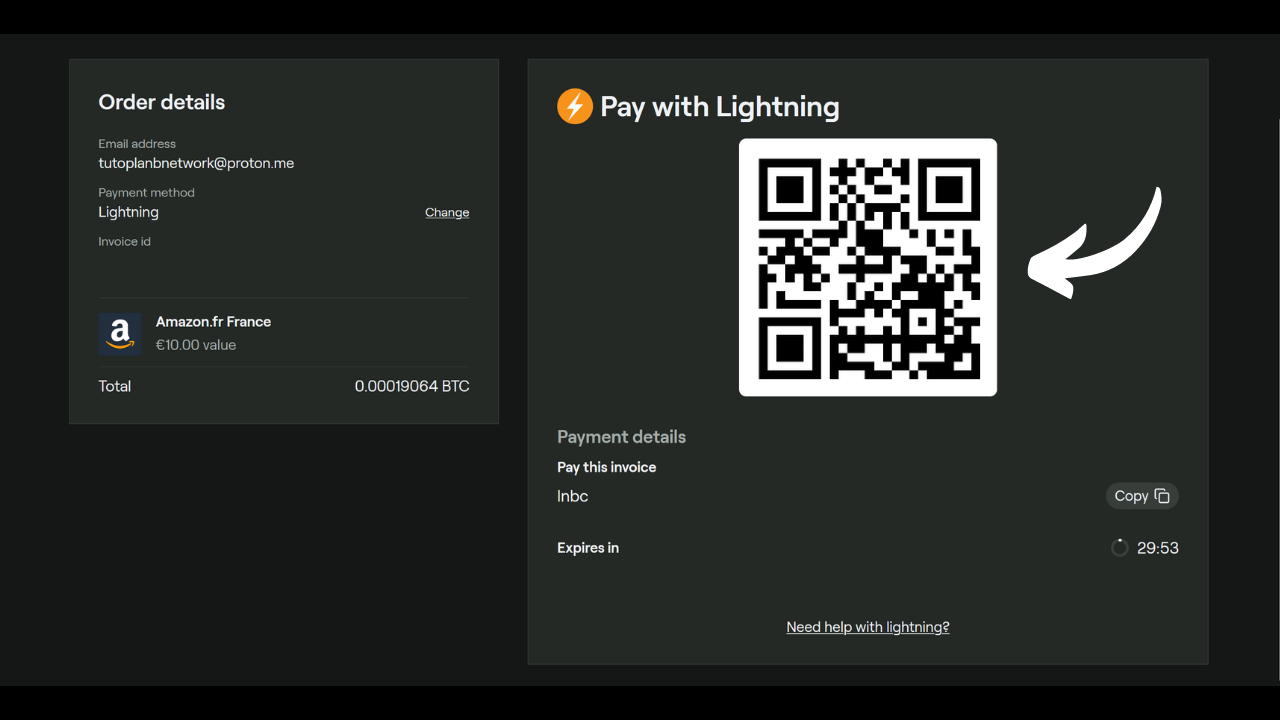 Order details
Email address
tutoplanbnetwork@proton.me
Payment method
Lightning
Change
Invoice id
a
Amazon.fr France
€10.00 value
Total
0.00019064 BTC
Pay with Lightning
Payment details
Pay this invoice
lnbc
Copy
Expires in
29:53
Need help with lightning?